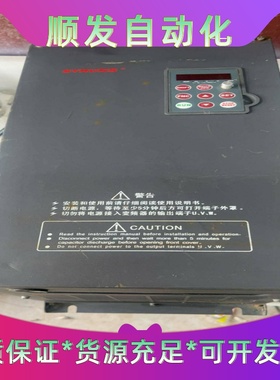 顺发自动化
警告
安装和使用前请仔细阅读使用说明书。
切断电源，等待至少5分钟后方可打开端子外罩。
切勿将电源接入变频器的输出端子U.V.W。
CAUTION
Read the instruction manual before installation and operation.
Disconnect power and then wait more than 5 minutes for
capacitor discharge before opening front cover.
Do not connect power to the output terminals (U.V.W).
质保证*货源充足*可开发